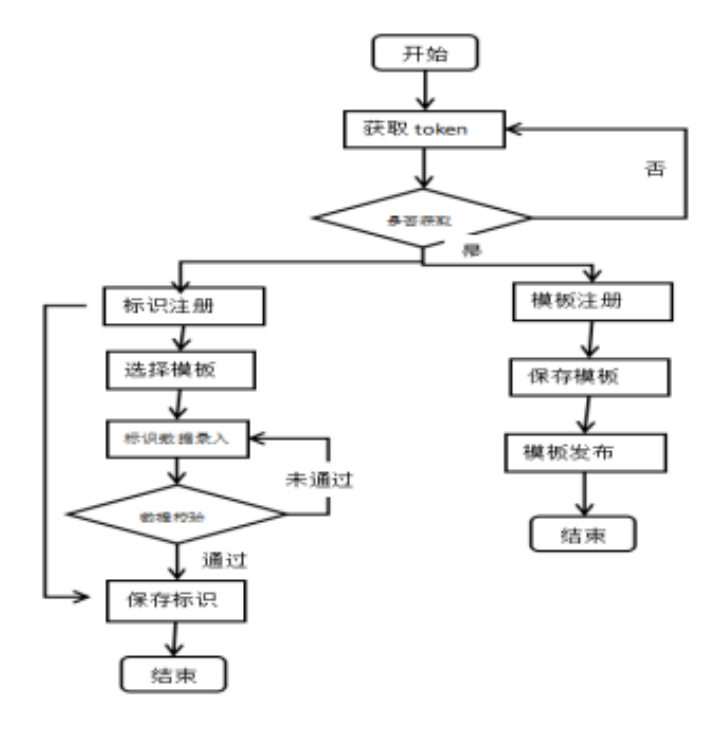 开始
获取 token
否
是否获取
是
标识注册
模板注册
选择模板
保存模板
标识数据录入
模板发布
未通过
数据校验
结束
通过
保存标识
结束